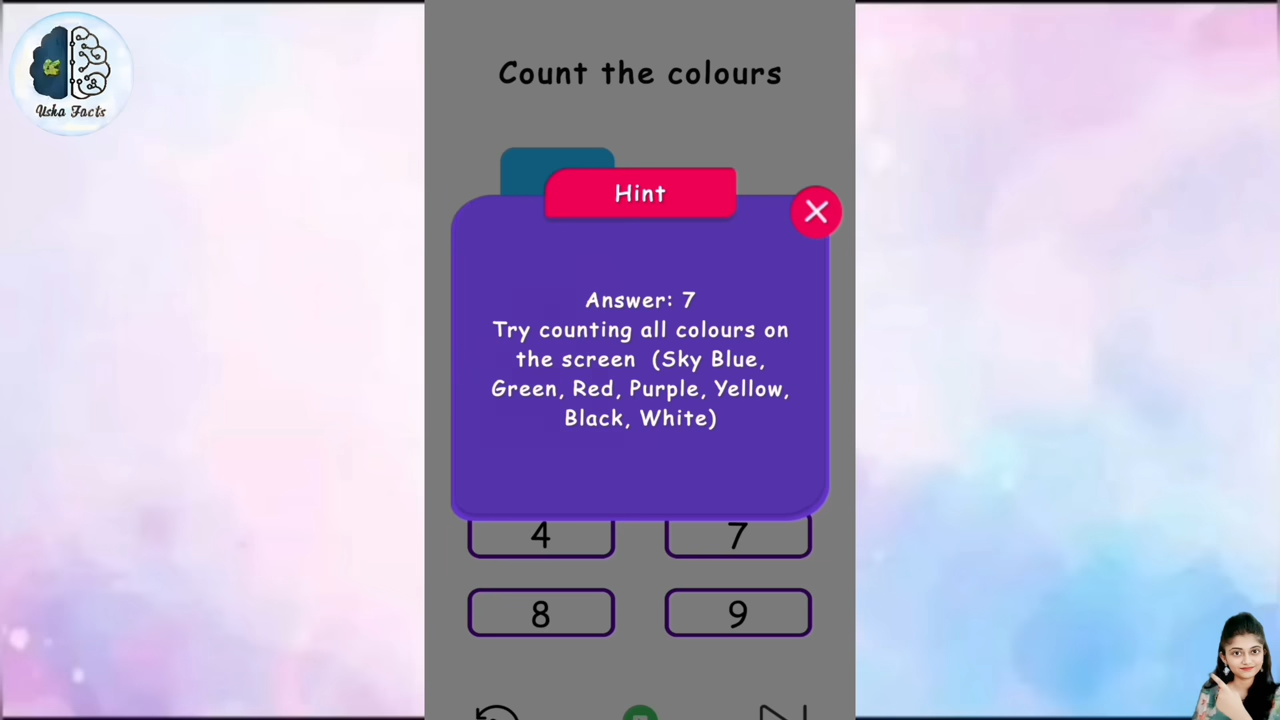 Usha Facts
Count the colours
Hint
Answer: 7
Try counting all colours on
the screen (Sky Blue,
Green, Red, Purple, Yellow,
Black, White)
4
7
8
9